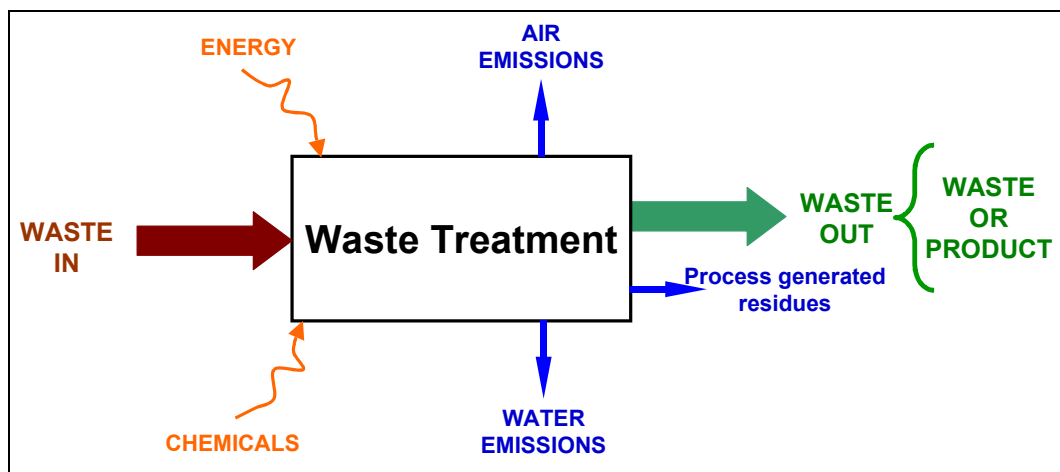 ENERGY
AIR
EMISSIONS
WASTE
IN
Waste Treatment
WASTE
OUT
WASTE
OR
PRODUCT
Process generated
residues
CHEMICALS
WATER
EMISSIONS